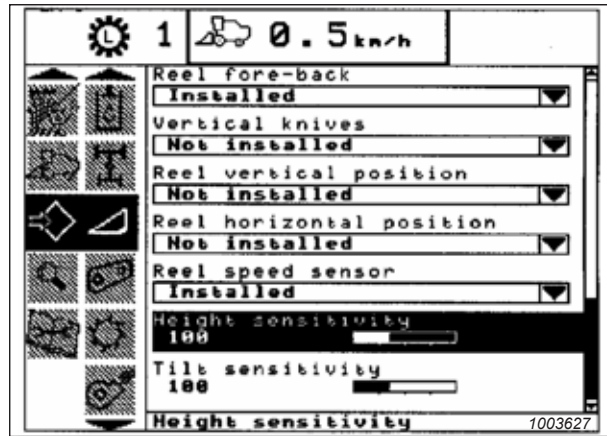 L 1 0.5km/h
Reel fore-back
Installed
Vertical knives
Not installed
Reel vertical position
Not installed
Reel horizontal position
Not installed
Reel speed sensor
Installed
Height sensitivity
100
Tilt sensitivity
100
Height sensitivity
1003627